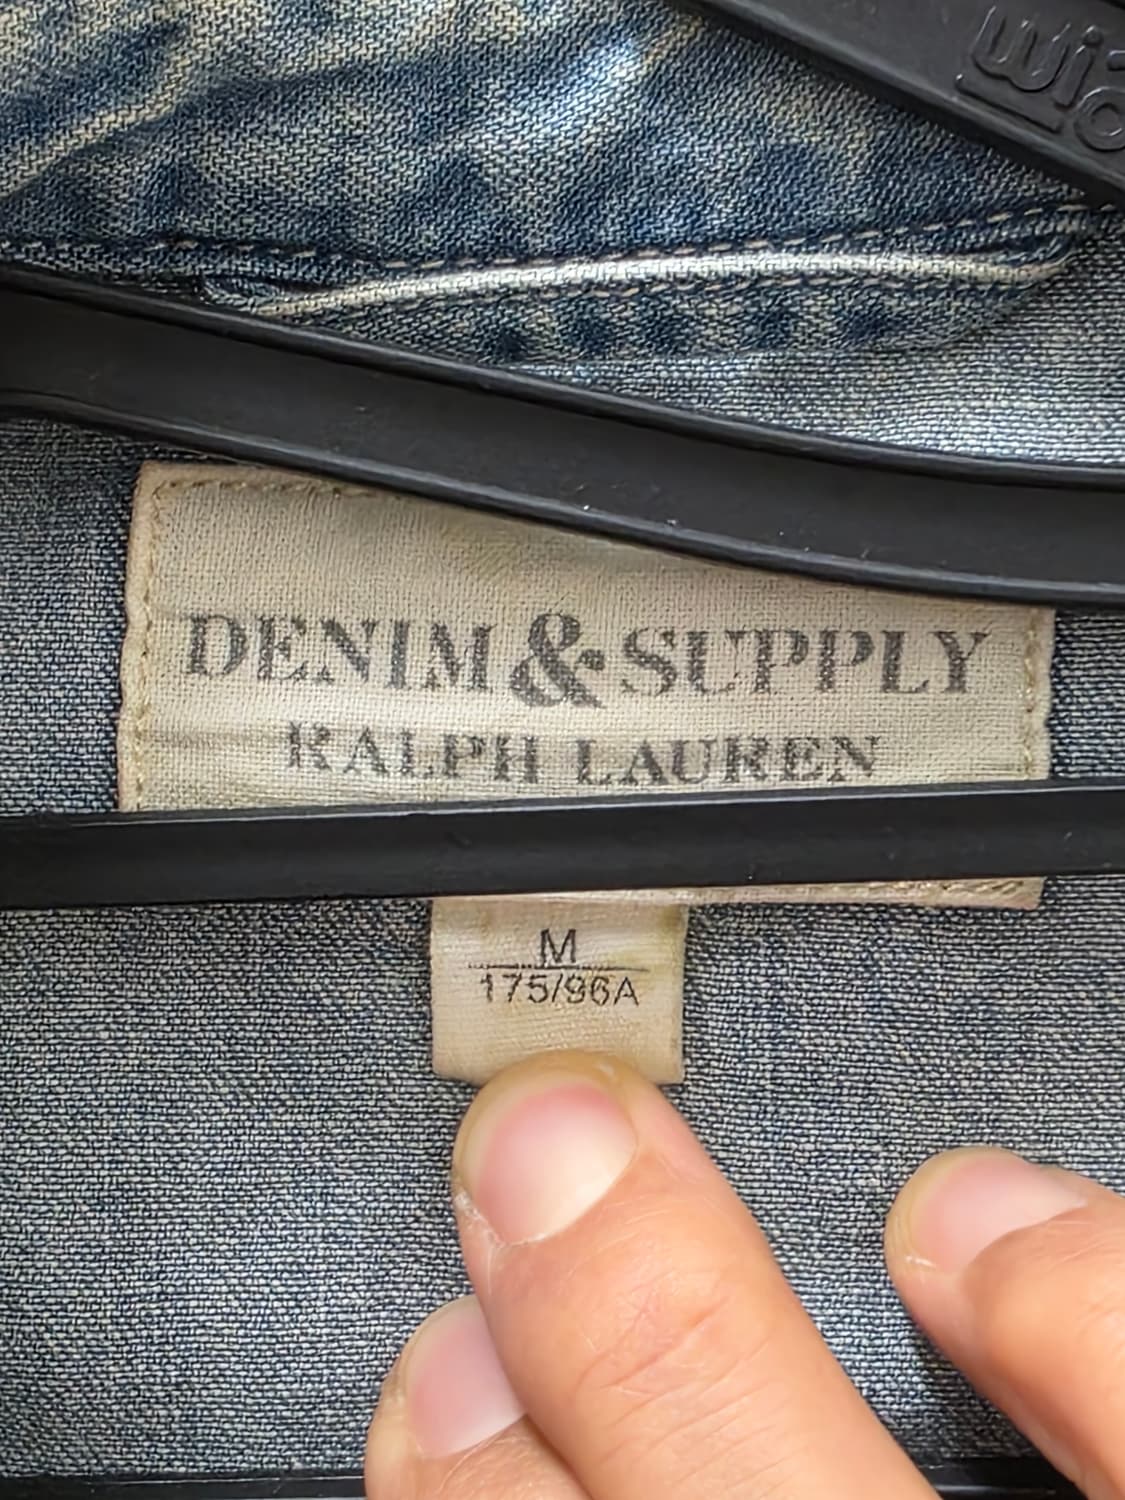 DENIM & SUPPLY
RALPH LAUREN
M
175/96A